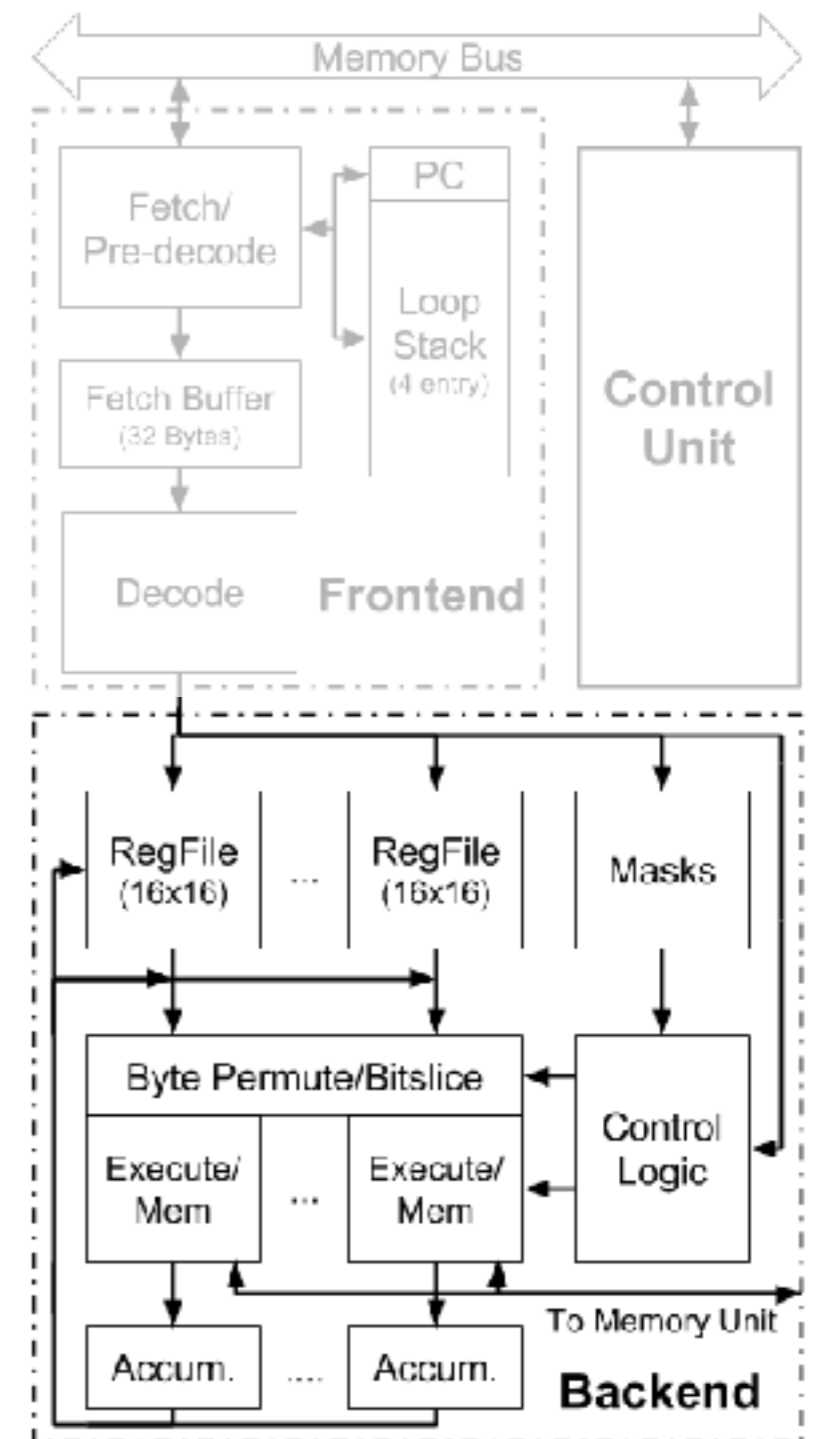 Memory Bus
Fetch/
Pre-decode
PC
Loop
Stack
(4 entry)
Fetch Buffer
(32 Bytes)
Decode
Frontend
Control
Unit
RegFile
(16x16)
...
RegFile
(16x16)
Masks
Byte Permute/Bitslice
Execute/
Mem
...
Execute/
Mem
Control
Logic
To Memory Unit
Accum.
....
Accum.
Backend